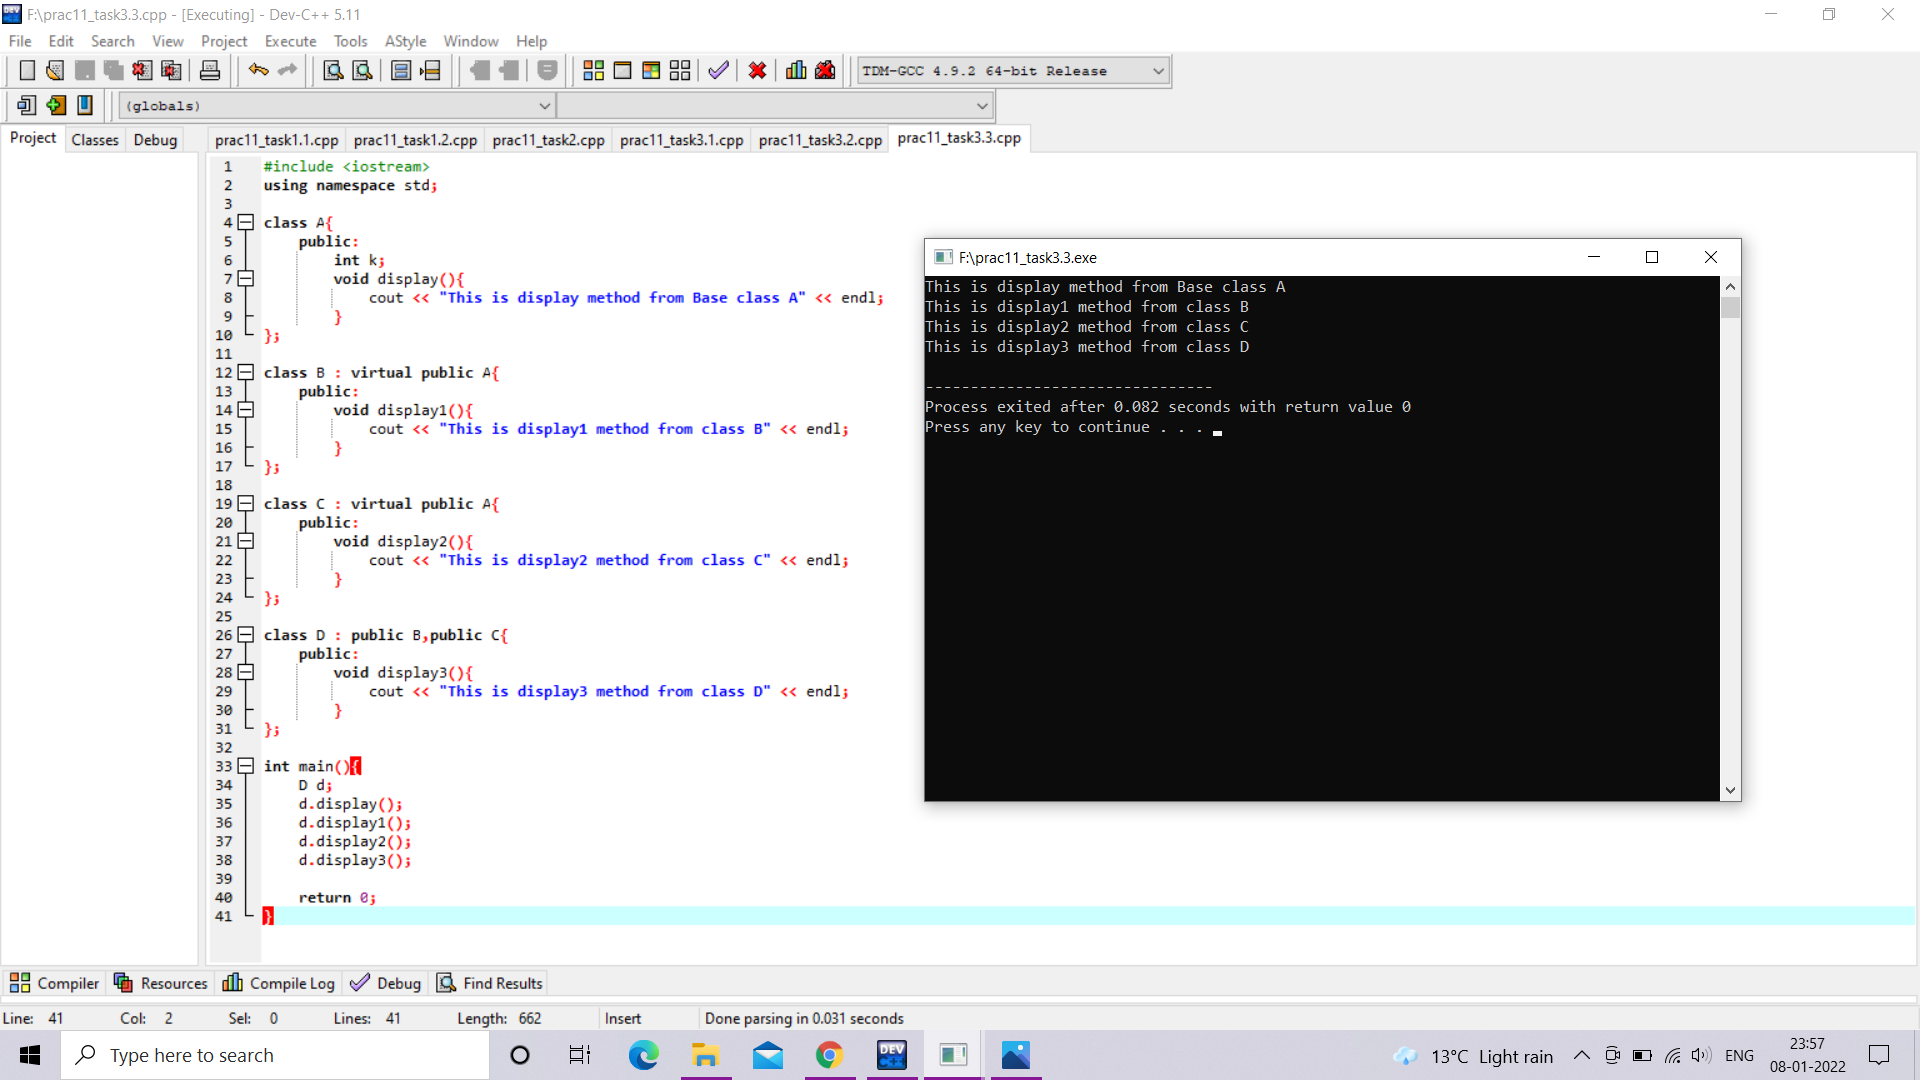 F:\prac11_task3.3.cpp - [Executing] - Dev-C++ 5.11
File Edit Search View Project Execute Tools AStyle Window Help
TDM-GCC 4.9.2 64-bit Release
(globals)
Project Classes Debug
prac11_task1.1.cpp prac11_task1.2.cpp prac11_task2.cpp prac11_task3.1.cpp prac11_task3.2.cpp prac11_task3.3.cpp
1 #include <iostream>
2 using namespace std;
3
4 class A{
5 public:
6 int k;
7 void display(){
8 cout << "This is display method from Base class A" << endl;
9 }
10 };
11
12 class B : virtual public A{
13 public:
14 void display1(){
15 cout << "This is display1 method from class B" << endl;
16 }
17 };
18
19 class C : virtual public A{
20 public:
21 void display2(){
22 cout << "This is display2 method from class C" << endl;
23 }
24 };
25
26 class D : public B,public C{
27 public:
28 void display3(){
29 cout << "This is display3 method from class D" << endl;
30 }
31 };
32
33 int main(){
34 D d;
35 d.display();
36 d.display1();
37 d.display2();
38 d.display3();
39
40 return 0;
41 }
F:\prac11_task3.3.exe
This is display method from Base class A
This is display1 method from class B
This is display2 method from class C
This is display3 method from class D
--------------------------------
Process exited after 0.082 seconds with return value 0
Press any key to continue . . .
Compiler Resources Compile Log Debug Find Results
Line: 41 Col: 2 Sel: 0 Lines: 41 Length: 662 Insert Done parsing in 0.031 seconds
Type here to search
DEV C++
13°C Light rain
ENG
23:57
08-01-2022